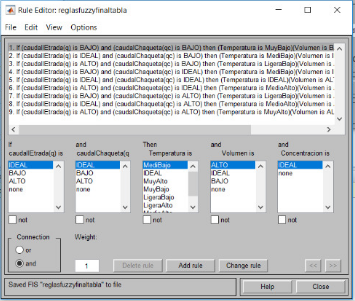 Rule Editor: reglasfuzzyfinaltabla
File Edit View Options
1. If (caudalEtrada(q) is BAJO) and (caudalChaqueta(qc) is BAJO) then (Temperatura is MuyBajo)(Volumen is B
2. If (caudalEtrada(q) is IDEAL) and (caudalChaqueta(qc) is BAJO) then (Temperatura is MediBajo)(Volumen is I
3. If (caudalEtrada(q) is ALTO) and (caudalChaqueta(qc) is BAJO) then (Temperatura is LigeraBajo)(Volumen is
4. If (caudalEtrada(q) is BAJO) and (caudalChaqueta(qc) is IDEAL) then (Temperatura is MediBajo)(Volumen is
5. If (caudalEtrada(q) is IDEAL) and (caudalChaqueta(qc) is IDEAL) then (Temperatura is IDEAL)(Volumen is IDE
6. If (caudalEtrada(q) is ALTO) and (caudalChaqueta(qc) is IDEAL) then (Temperatura is MedioAlto)(Volumen is
7. If (caudalEtrada(q) is BAJO) and (caudalChaqueta(qc) is ALTO) then (Temperatura is LigeraAlto)(Volumen is
8. If (caudalEtrada(q) is IDEAL) and (caudalChaqueta(qc) is ALTO) then (Temperatura is MedioAlto)(Volumen is
9. If (caudalEtrada(q) is ALTO) and (caudalChaqueta(qc) is ALTO) then (Temperatura is MuyAlto)(Volumen is AL
If and Then and and
caudalEtrada(q) is caudalChaqueta(q Temperatura is Volumen is Concentracion is
IDEAL IDEAL MediBajo ALTO IDEAL
BAJO BAJO IDEAL IDEAL none
ALTO ALTO MuyAlto BAJO
none none MuyBajo none
LigeraBajo
LigeraAlto
MedioAlto
not not not not not
Connection Weight:
or
and 1 Delete rule Add rule Change rule << >>
Saved FIS "reglasfuzzyfinaltabla" to file Help Close